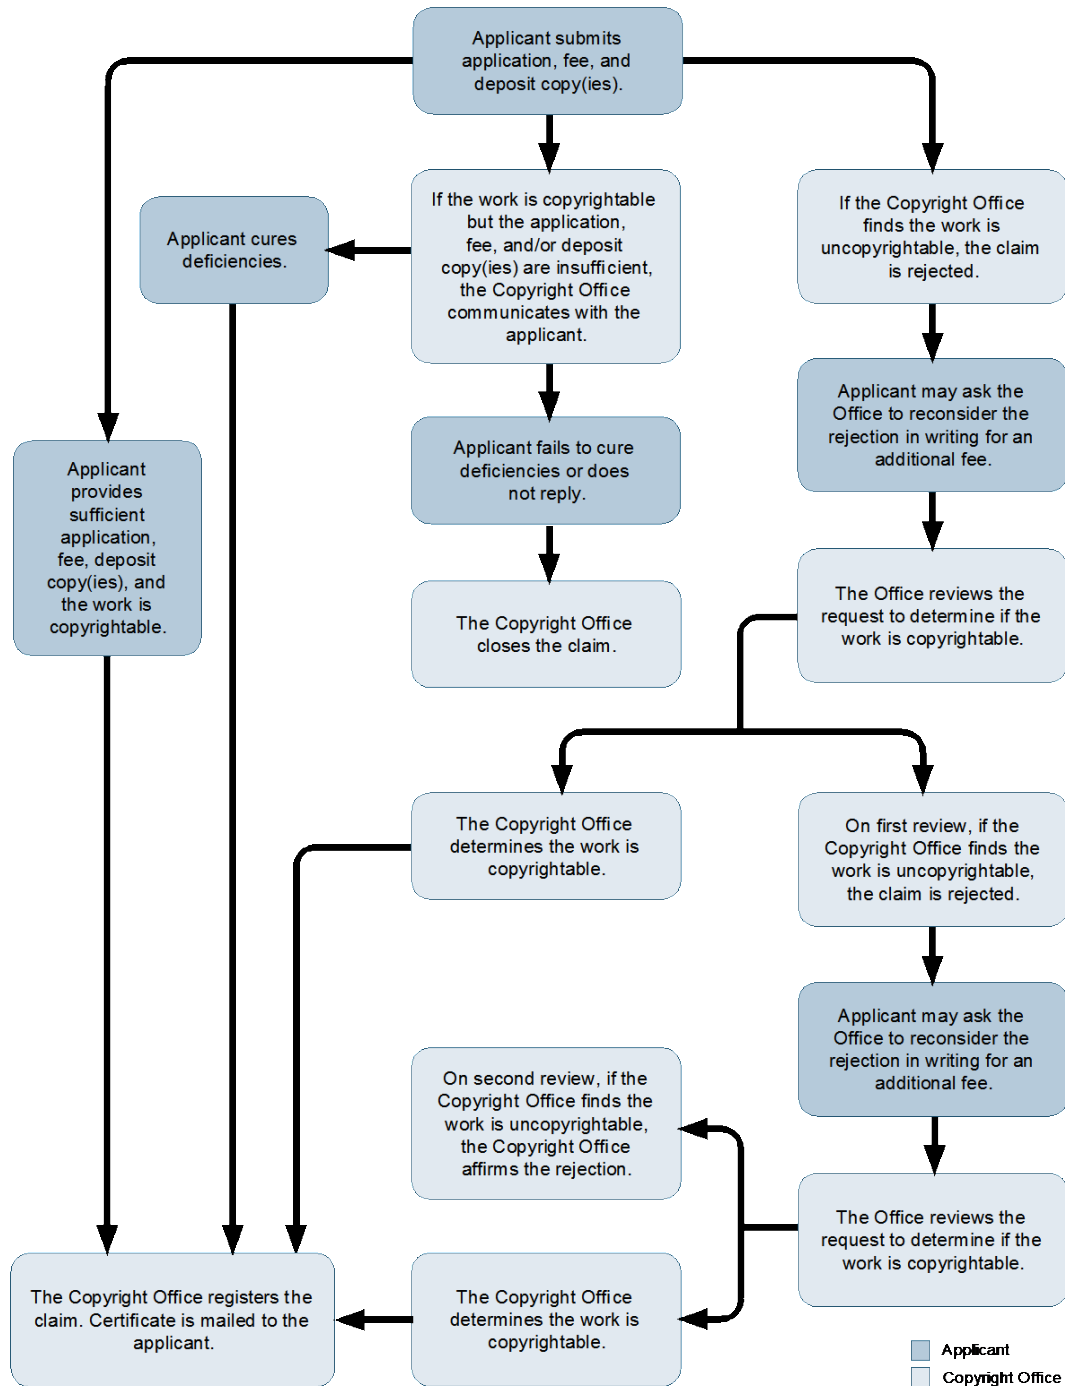 Applicant submits
application, fee, and
deposit copy(ies).
If the work is copyrightable
but the application,
fee, and/or deposit
copy(ies) are insufficient,
the Copyright Office
communicates with the
applicant.
If the Copyright Office
finds the work is
uncopyrightable, the claim
is rejected.
Applicant cures
deficiencies.
Applicant may ask the
Office to reconsider the
rejection in writing for an
additional fee.
Applicant fails to cure
deficiencies or does
not reply.
Applicant
provides
sufficient
application,
fee, deposit
copy(ies), and
the work is
copyrightable.
The Copyright Office
closes the claim.
The Office reviews the
request to determine if the
work is copyrightable.
The Copyright Office
determines the work is
copyrightable.
On first review, if the
Copyright Office finds the
work is uncopyrightable,
the claim is rejected.
Applicant may ask the
Office to reconsider the
rejection in writing for an
additional fee.
On second review, if the
Copyright Office finds the
work is uncopyrightable,
the Copyright Office
affirms the rejection.
The Office reviews the
request to determine if the
work is copyrightable.
The Copyright Office registers the
claim. Certificate is mailed to the
applicant.
The Copyright Office
determines the work is
copyrightable.
Applicant
Copyright Office